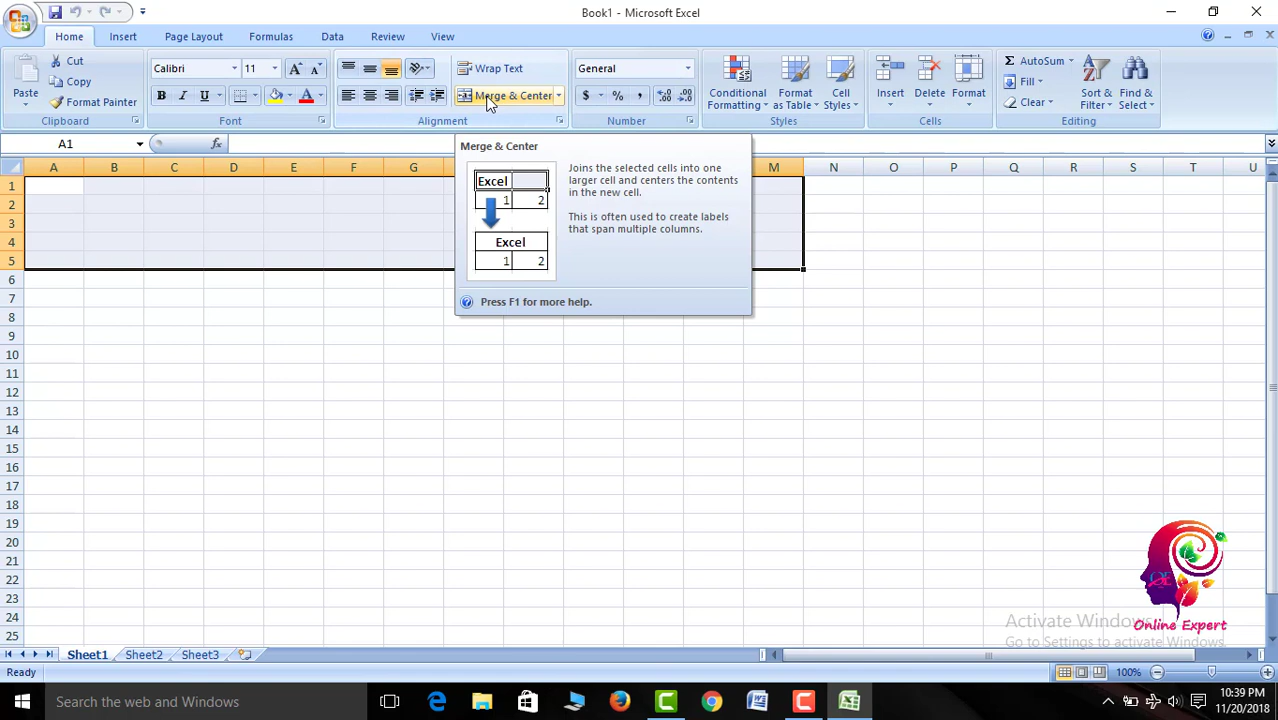 Book1 - Microsoft Excel
Home Insert Page Layout Formulas Data Review View
Paste
Cut
Copy
Format Painter
Clipboard
Calibri 11
B I U
A A
Font
Wrap Text
Merge & Center
Alignment
General
$ % ,
Number
Conditional Formatting
Format as Table
Cell Styles
Styles
Insert
Delete
Format
Cells
Σ AutoSum
Fill
Clear
Sort & Filter
Find & Select
Editing
A1
fx
A B C D E F G M N O P Q R S T U
1
2
3
4
5
6
7
8
9
10
11
12
13
14
15
16
17
18
19
20
21
22
23
24
25
Merge & Center
Excel
1 2
Excel
1 2
Joins the selected cells into one
larger cell and centers the contents
in the new cell.
This is often used to create labels
that span multiple columns.
Press F1 for more help.
Online Expert
Activate Windows
Go to Settings to activate Windows.
Sheet1 Sheet2 Sheet3
Ready
100%
Search the web and Windows
10:39 PM
11/20/2018